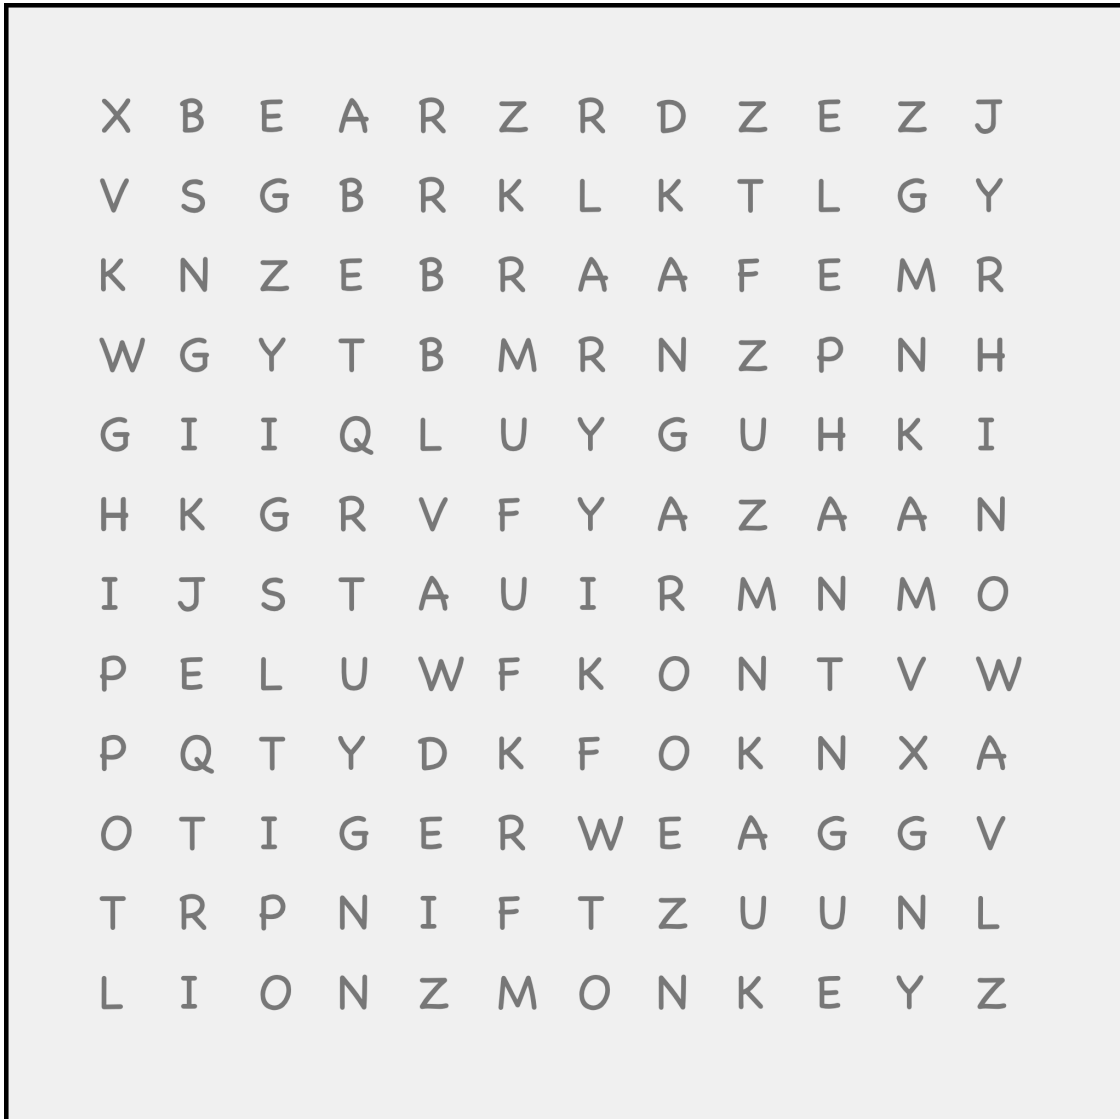 X B E A R Z R D Z E Z J
V S G B R K L K T L G Y
K N Z E B R A A F E M R
W G Y T B M R N Z P N H
G I I Q L U Y G U H K I
H K G R V F Y A Z A A N
I J S T A U I R M N M O
P E L U W F K O N T V W
P Q T Y D K F O K N X A
O T I G E R W E A G G V
T R P N I F T Z U U N L
L I O N Z M O N K E Y Z